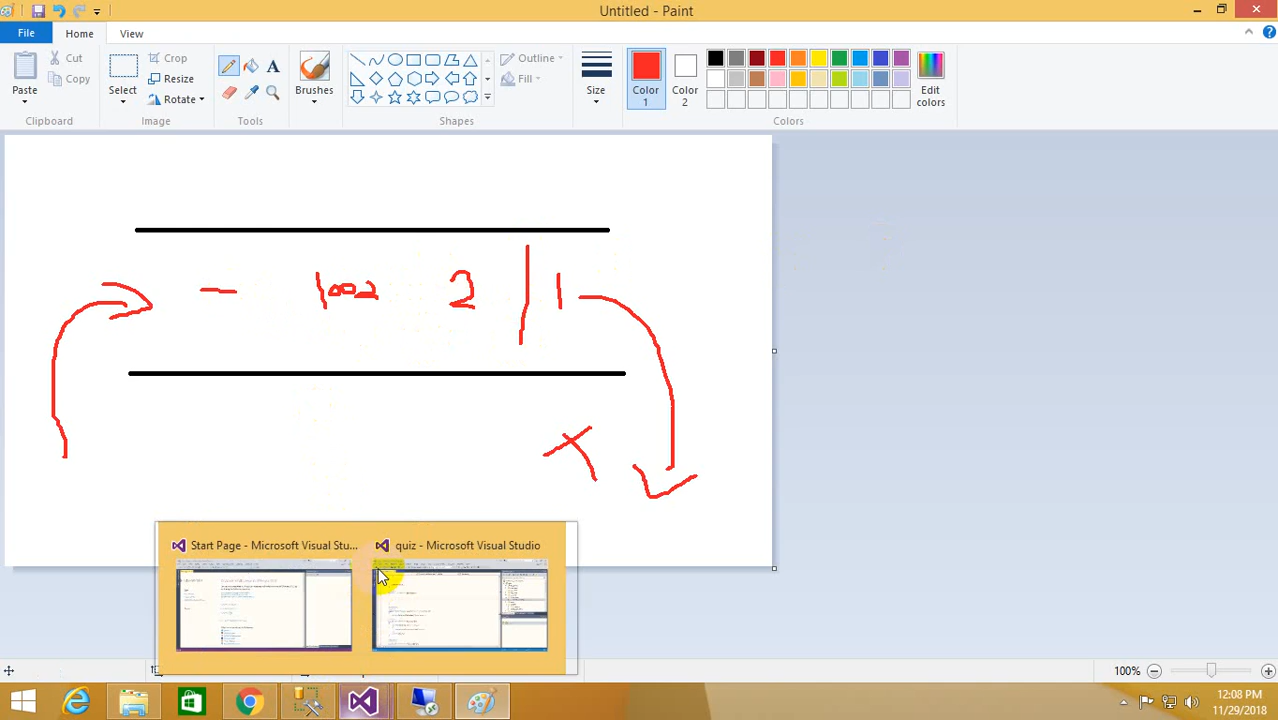 Untitled - Paint
File
Home
View
Paste
Cut
Copy
Select
Crop
Resize
Rotate
Brushes
Outline
Fill
Size
Color 1
Color 2
Edit colors
Clipboard
Image
Tools
Shapes
Colors
- 1002 2 | 1
X
Start Page - Microsoft Visual Stu...
quiz - Microsoft Visual Studio
100%
12:08 PM
11/29/2018